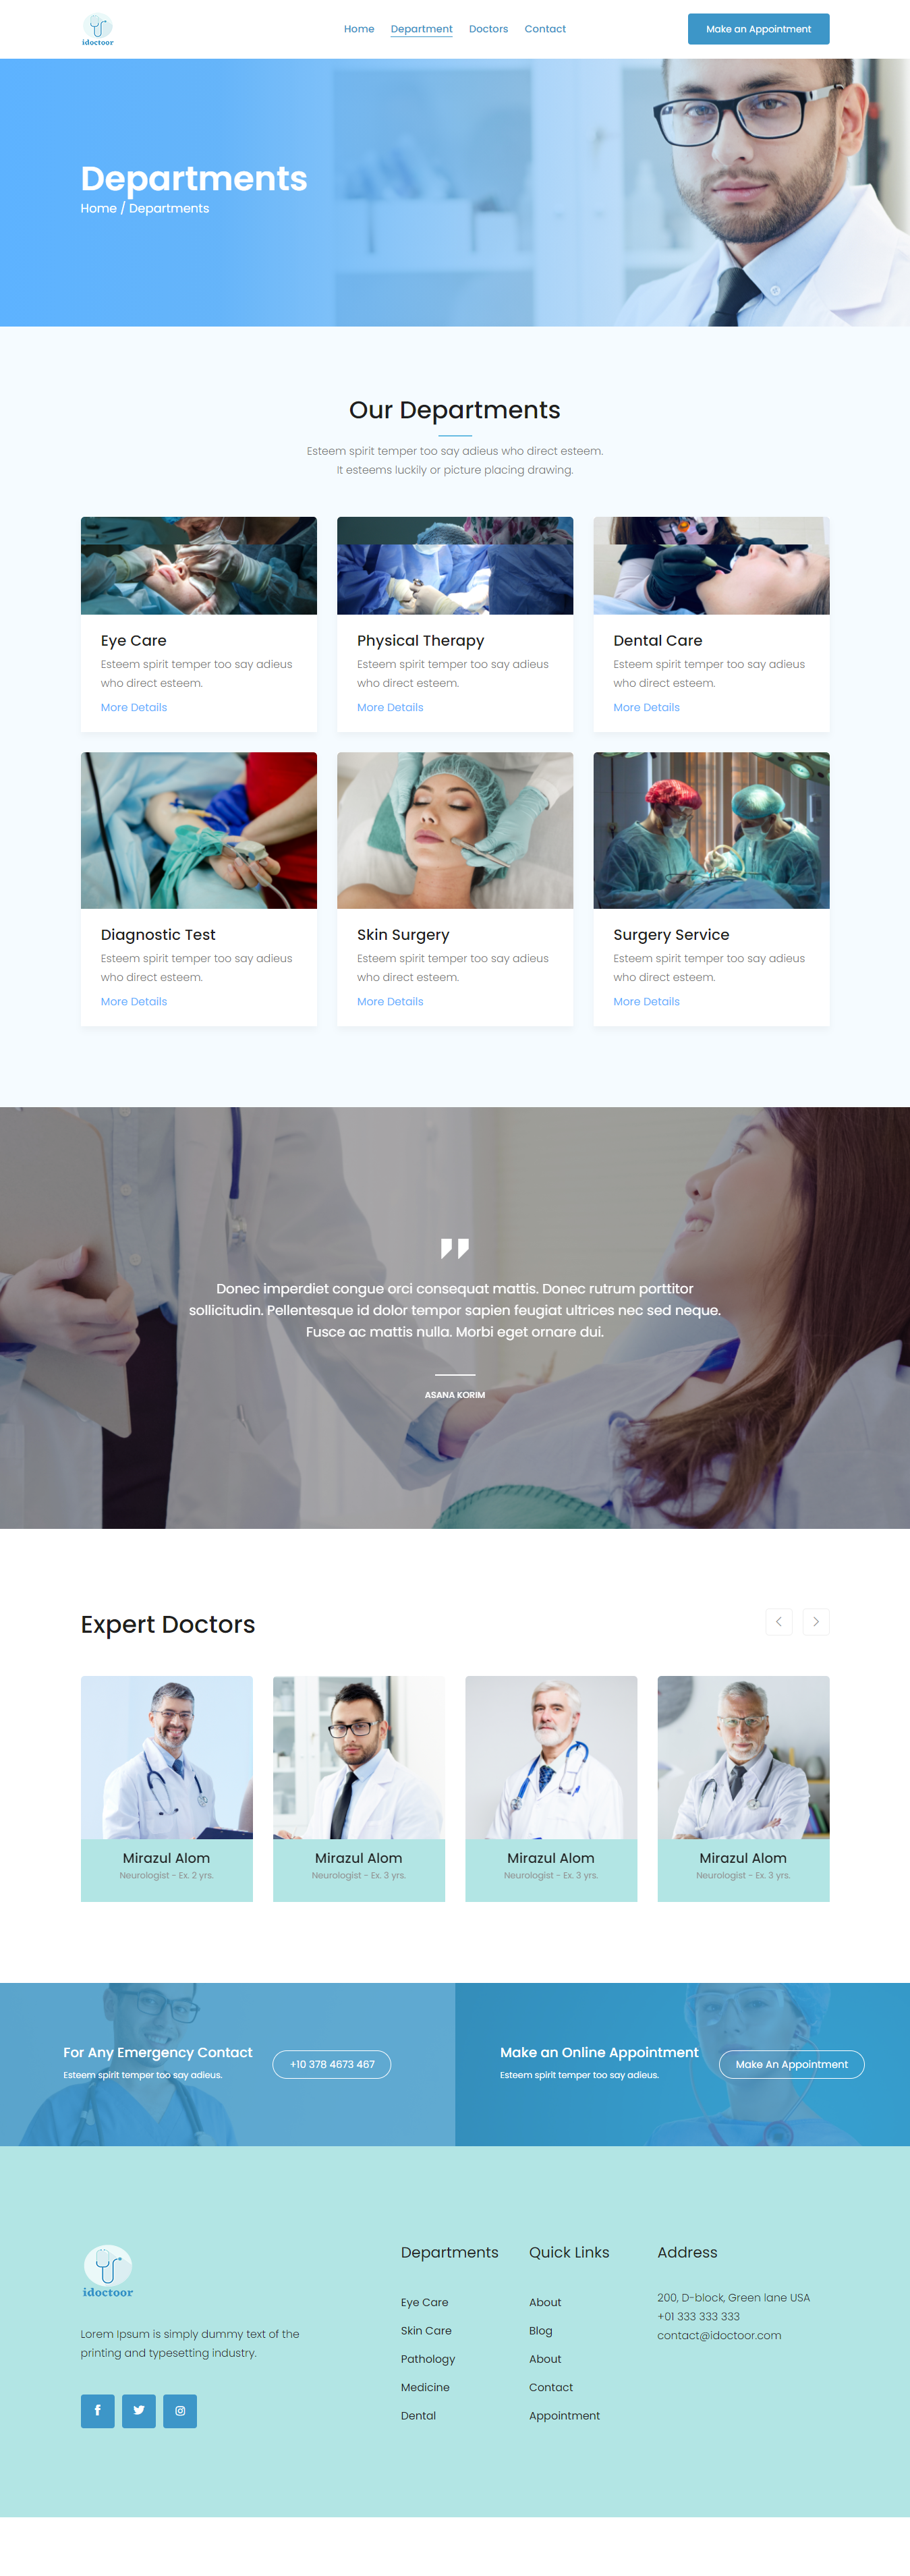 idoctoor
Home Department Doctors Contact
Make an Appointment
Departments
Home / Departments
Our Departments
Esteem spirit temper too say adieus who direct esteem.
It esteems luckily or picture placing drawing.
Eye Care
Esteem spirit temper too say adieus
who direct esteem.
More Details
Physical Therapy
Esteem spirit temper too say adieus
who direct esteem.
More Details
Dental Care
Esteem spirit temper too say adieus
who direct esteem.
More Details
Diagnostic Test
Esteem spirit temper too say adieus
who direct esteem.
More Details
Skin Surgery
Esteem spirit temper too say adieus
who direct esteem.
More Details
Surgery Service
Esteem spirit temper too say adieus
who direct esteem.
More Details
Donec imperdiet congue orci consequat mattis. Donec rutrum porttitor
sollicitudin. Pellentesque id dolor tempor sapien feugiat ultrices nec sed neque.
Fusce ac mattis nulla. Morbi eget ornare dui.
ASANA KORIM
Expert Doctors
Mirazul Alom
Neurologist - Ex. 2 yrs.
Mirazul Alom
Neurologist - Ex. 3 yrs.
Mirazul Alom
Neurologist - Ex. 3 yrs.
Mirazul Alom
Neurologist - Ex. 3 yrs.
For Any Emergency Contact
Esteem spirit temper too say adieus.
+10 378 4673 467
Make an Online Appointment
Esteem spirit temper too say adieus.
Make An Appointment
idoctoor
Lorem Ipsum is simply dummy text of the
printing and typesetting industry.
Departments
Eye Care
Skin Care
Pathology
Medicine
Dental
Quick Links
About
Blog
About
Contact
Appointment
Address
200, D-block, Green lane USA
+01 333 333 333
contact@idoctoor.com